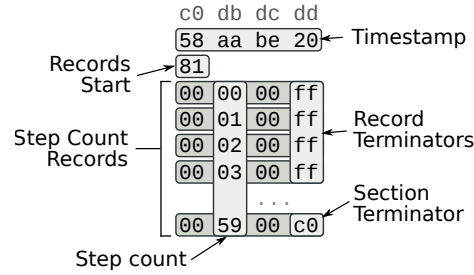 c0 db dc dd
58 aa be 20
Timestamp
Records
Start
81
Step Count
Records
00 00 00 ff
00 01 00 ff
00 02 00 ff
00 03 00 ff
Record
Terminators
...
00 59 00 c0
Section
Terminator
Step count